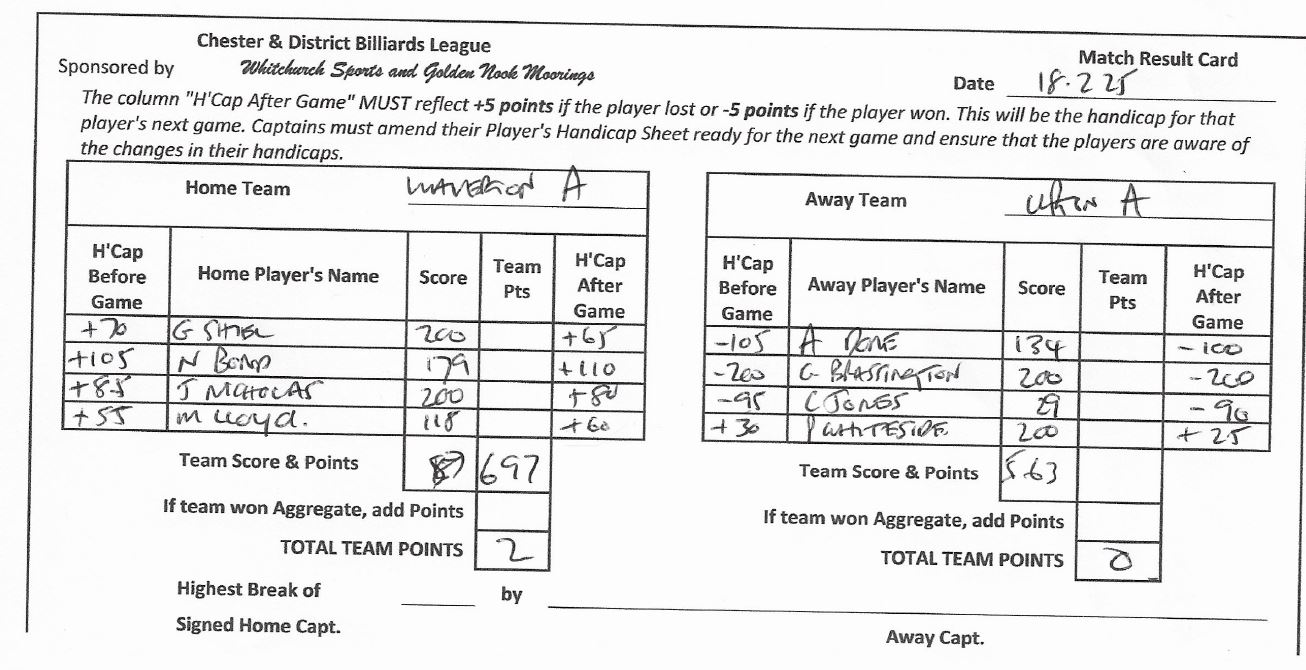 Chester & District Billiards League
Match Result Card
Sponsored by Whitchurch Sports and Golden Nook Moorings
Date 18.2 25
The column "H'Cap After Game" MUST reflect +5 points if the player lost or -5 points if the player won. This will be the handicap for that
player's next game. Captains must amend their Player's Handicap Sheet ready for the next game and ensure that the players are aware of
the changes in their handicaps.
Home Team WAVERTON A
H'Cap Before Game Home Player's Name Score Team Pts H'Cap After Game
+70 G SHIEL 200 +65
+105 N BOND 179 +110
+85 J NICHOLAS 200 +80
+55 M LLOYD. 118 +60
Team Score & Points 697
If team won Aggregate, add Points
TOTAL TEAM POINTS 2
Away Team UPTON A
H'Cap Before Game Away Player's Name Score Team Pts H'Cap After Game
-105 A DONE 134 -100
-200 G BLASSINGTON 200 -200
-95 C JONES 29 -90
+30 P WHITESIDE 200 +25
Team Score & Points 563
If team won Aggregate, add Points
TOTAL TEAM POINTS 0
Highest Break of by
Signed Home Capt.
Away Capt.